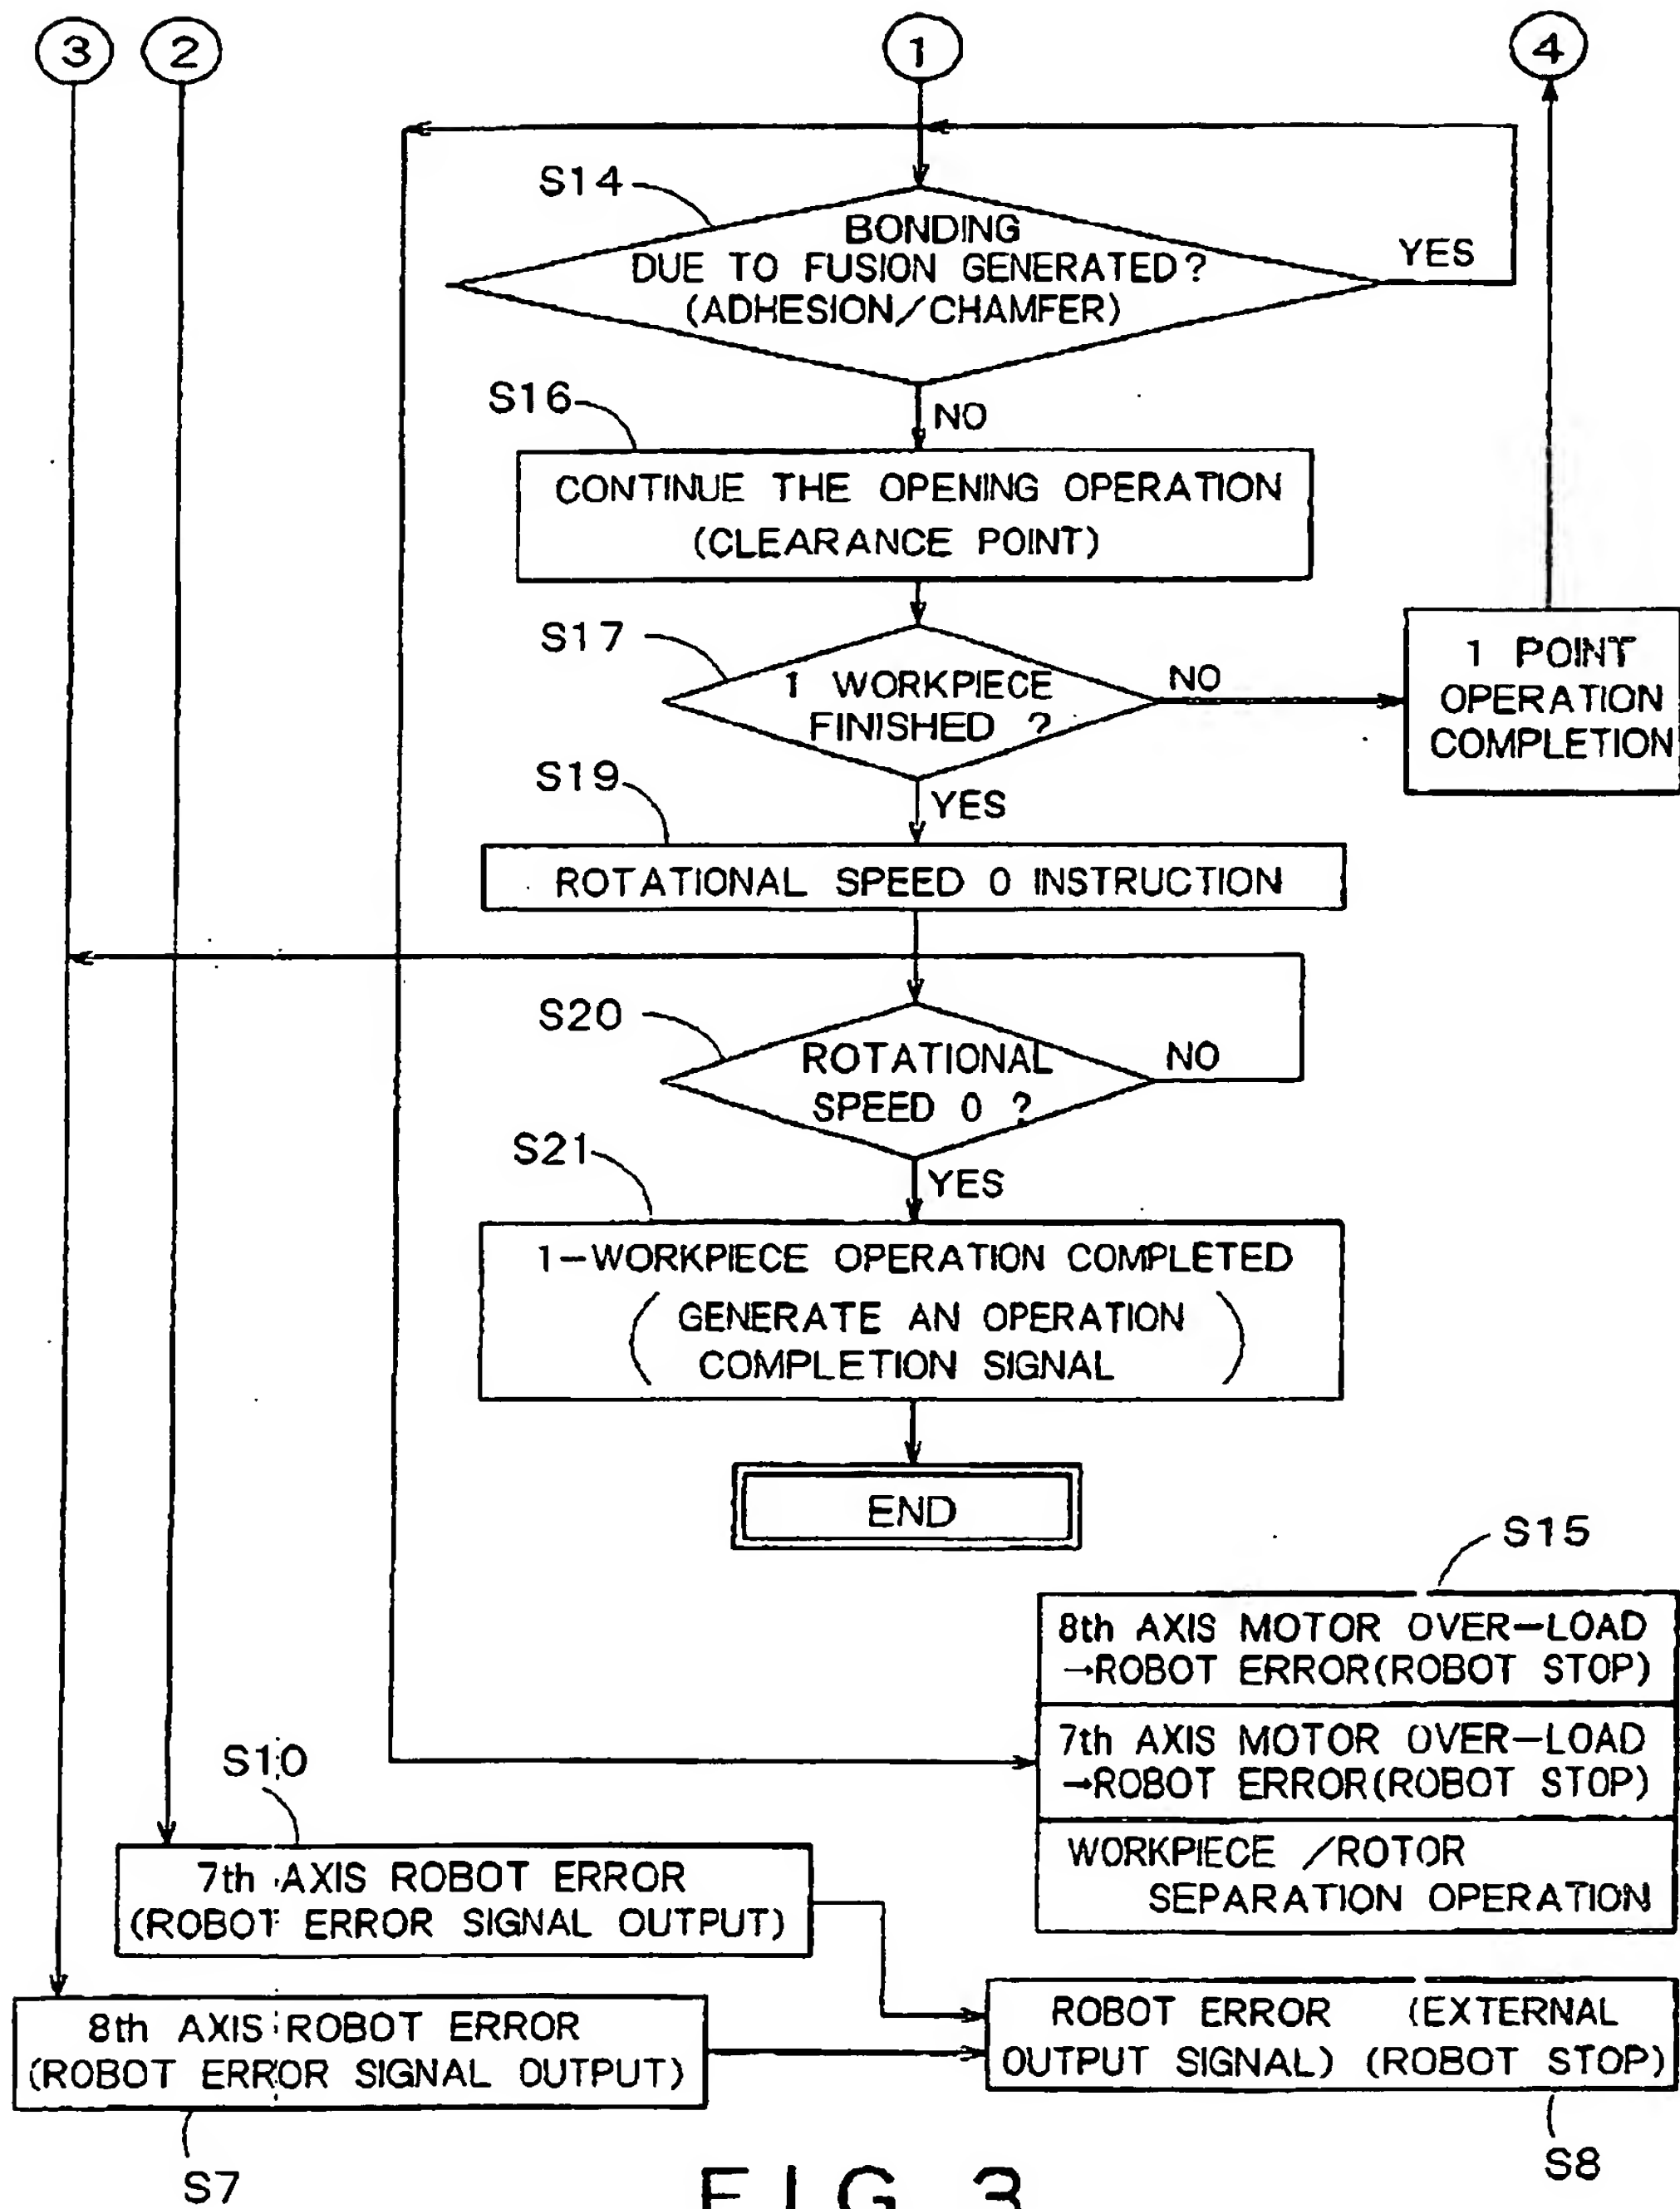 3 2 1 4
S14
BONDING
DUE TO FUSION GENERATED?
(ADHESION/CHAMFER)
YES
NO
S16
CONTINUE THE OPENING OPERATION
(CLEARANCE POINT)
S17
1 WORKPIECE
FINISHED ?
NO
1 POINT
OPERATION
COMPLETION
YES
S19
ROTATIONAL SPEED 0 INSTRUCTION
S20
ROTATIONAL
SPEED 0 ?
NO
YES
S21
1-WORKPIECE OPERATION COMPLETED
( GENERATE AN OPERATION
COMPLETION SIGNAL )
END
S15
8th AXIS MOTOR OVER-LOAD
→ROBOT ERROR(ROBOT STOP)
7th AXIS MOTOR OVER-LOAD
→ROBOT ERROR(ROBOT STOP)
WORKPIECE /ROTOR
SEPARATION OPERATION
S10
7th AXIS ROBOT ERROR
(ROBOT ERROR SIGNAL OUTPUT)
8th AXIS ROBOT ERROR
(ROBOT ERROR SIGNAL OUTPUT)
S7
ROBOT ERROR (EXTERNAL
OUTPUT SIGNAL) (ROBOT STOP)
S8
FIG.3